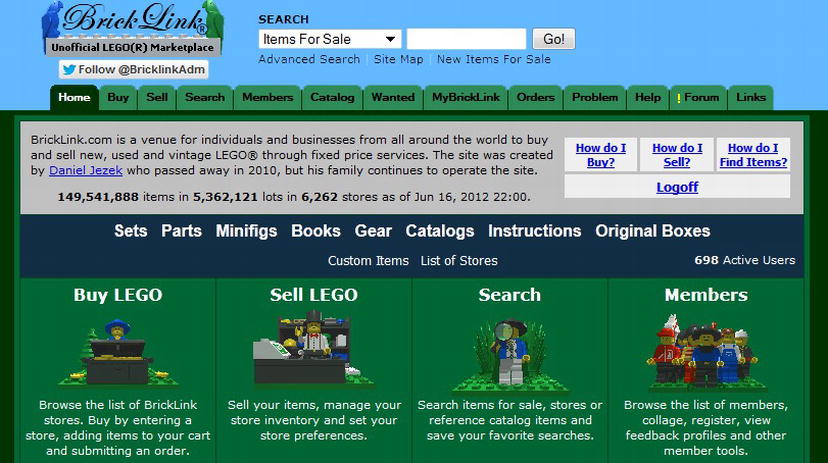 BrickLink®
Unofficial LEGO(R) Marketplace
Follow @BricklinkAdm
SEARCH
Items For Sale
Go!
Advanced Search | Site Map | New Items For Sale
Home Buy Sell Search Members Catalog Wanted MyBrickLink Orders Problem Help ! Forum Links
BrickLink.com is a venue for individuals and businesses from all around the world to buy
and sell new, used and vintage LEGO® through fixed price services. The site was created
by Daniel Jezek who passed away in 2010, but his family continues to operate the site.
149,541,888 items in 5,362,121 lots in 6,262 stores as of Jun 16, 2012 22:00.
How do I
Buy?
How do I
Sell?
How do I
Find Items?
Logoff
Sets Parts Minifigs Books Gear Catalogs Instructions Original Boxes
Custom Items List of Stores
698 Active Users
Buy LEGO
Browse the list of BrickLink
stores. Buy by entering a
store, adding items to your cart
and submitting an order.
Sell LEGO
Sell your items, manage your
store inventory and set your
store preferences.
Search
Search items for sale, stores or
reference catalog items and
save your favorite searches.
Members
Browse the list of members,
collage, register, view
feedback profiles and other
member tools.